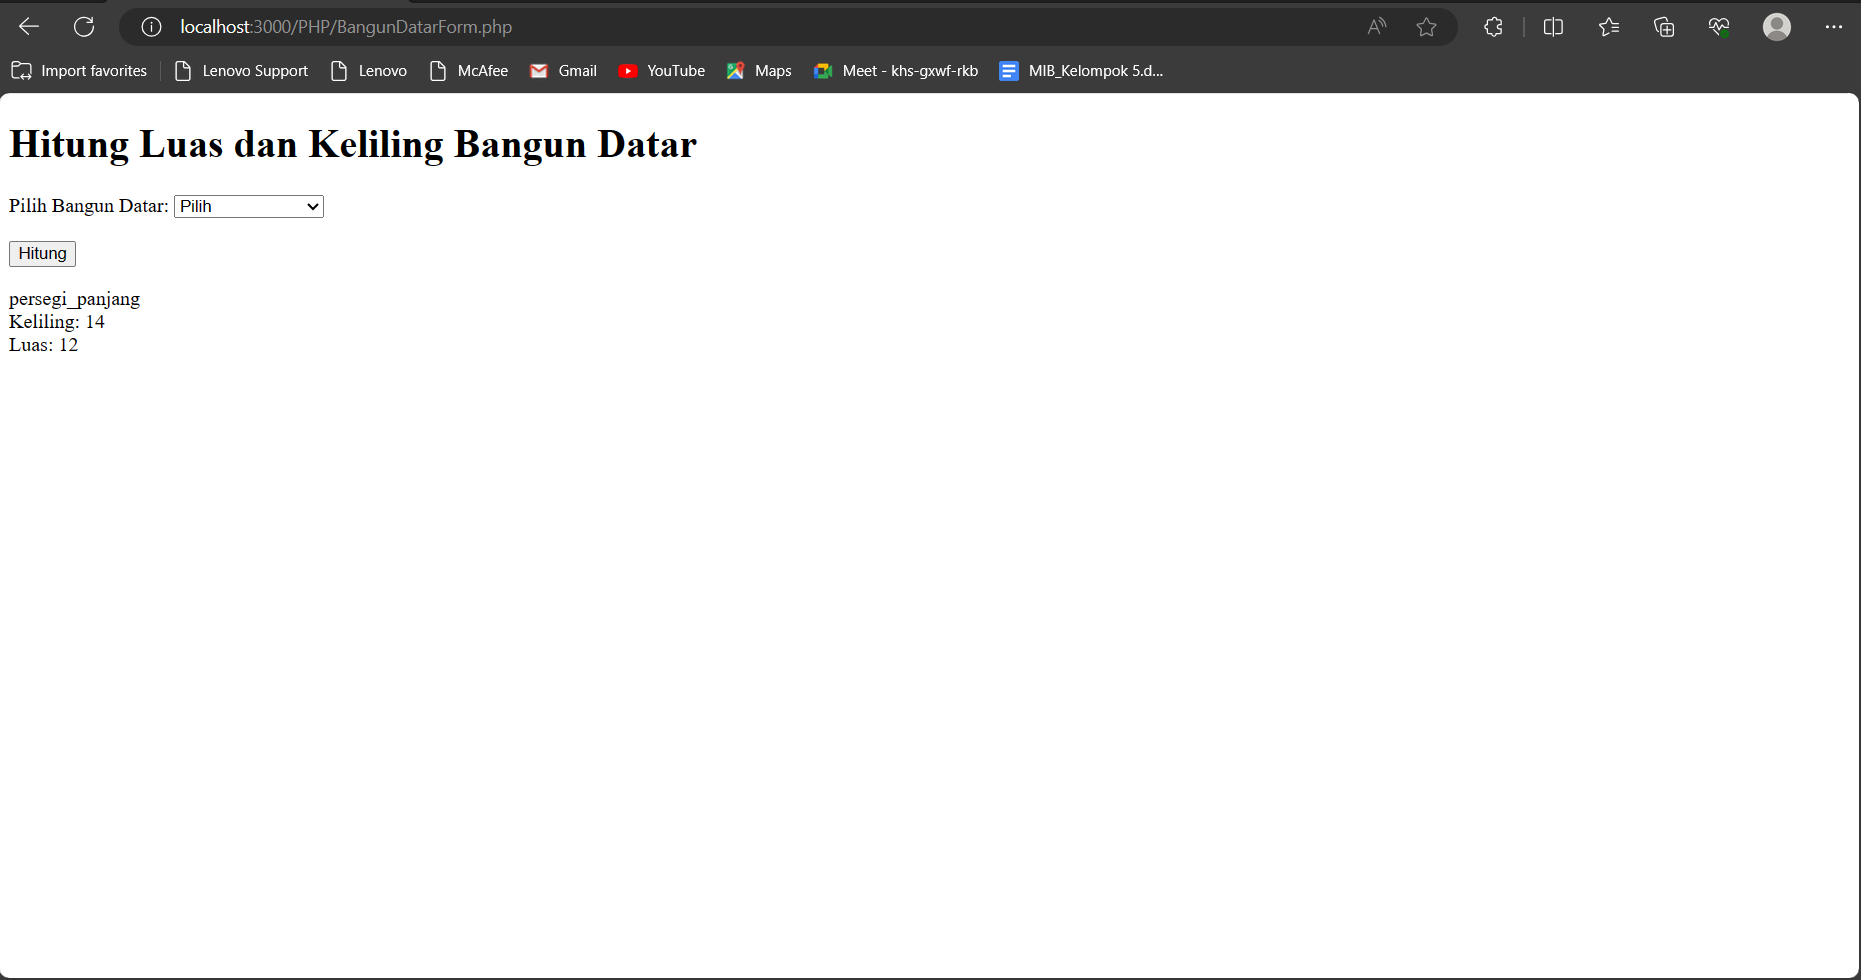 localhost:3000/PHP/BangunDatarForm.php
Import favorites Lenovo Support Lenovo McAfee Gmail YouTube Maps Meet - khs-gxwf-rkb MIB_Kelompok 5.d...
Hitung Luas dan Keliling Bangun Datar
Pilih Bangun Datar: Pilih
Hitung
persegi_panjang
Keliling: 14
Luas: 12